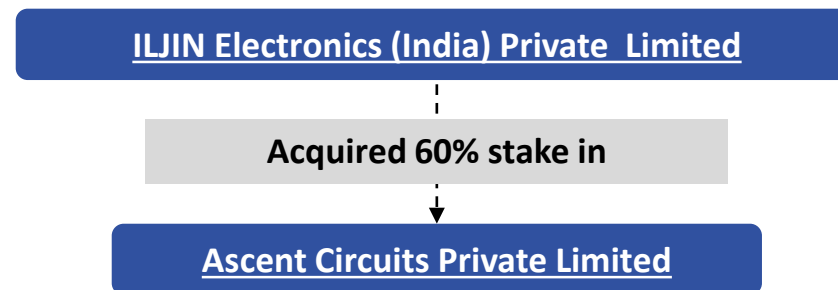 ILJIN Electronics (India) Private  Limited
Acquired 60% stake in
Ascent Circuits Private Limited